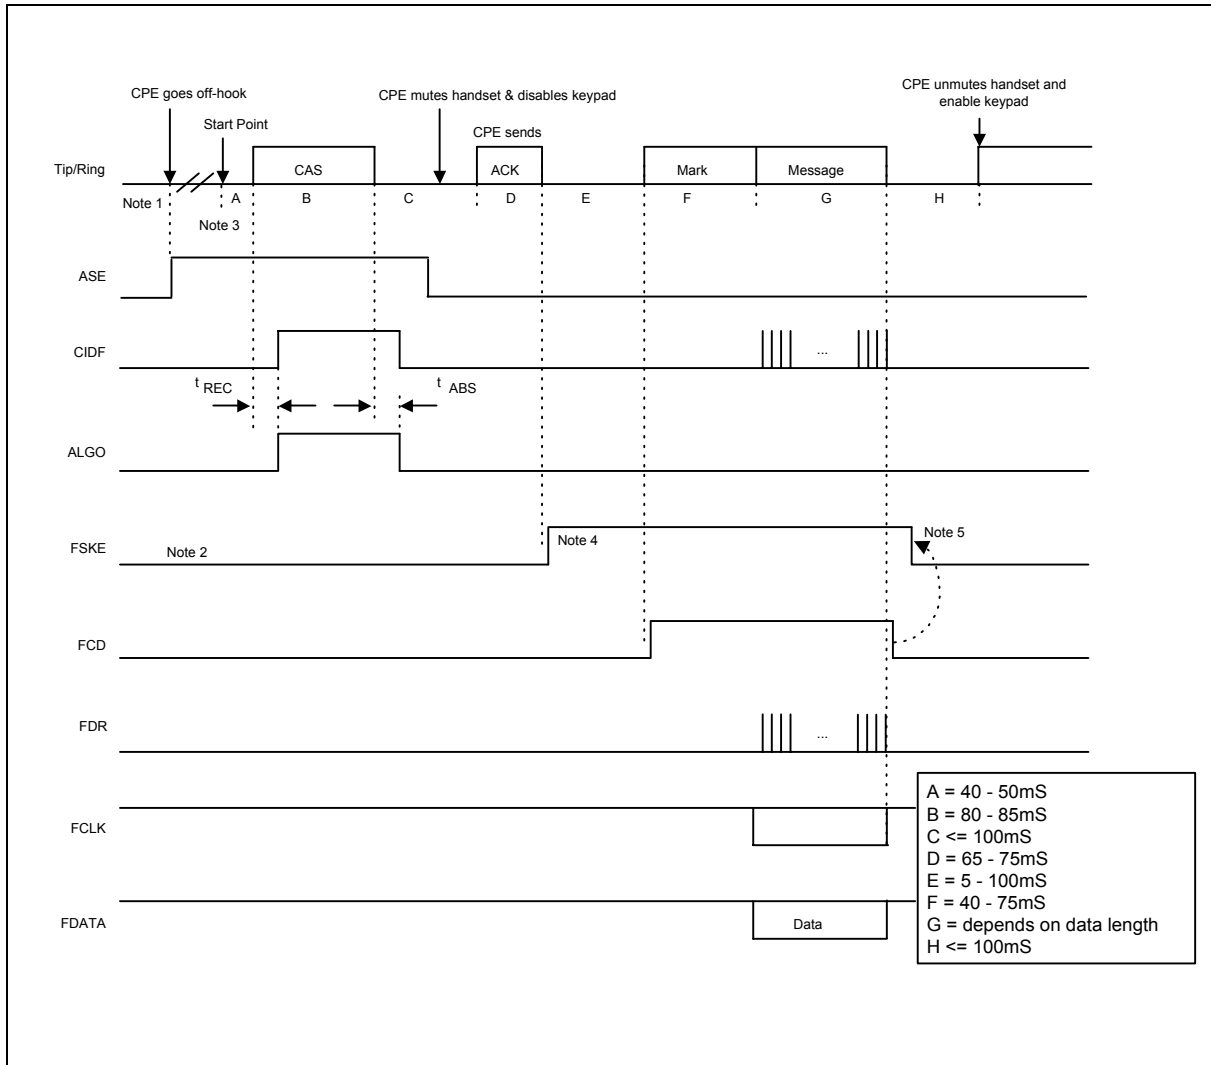 CPE goes off-hook
Start Point
CPE mutes handset & disables keypad
CPE sends
CPE unmutes handset and
enable keypad
Tip/Ring
CAS
ACK
Mark
Message
Note 1
A
B
C
D
E
F
G
H
Note 3
ASE
CIDF
...
t REC
t ABS
ALGO
FSKE
Note 2
Note 4
Note 5
FCD
FDR
...
FCLK
FDATA
Data
A = 40 - 50mS
B = 80 - 85mS
C <= 100mS
D = 65 - 75mS
E = 5 - 100mS
F = 40 - 75mS
G = depends on data length
H <= 100mS